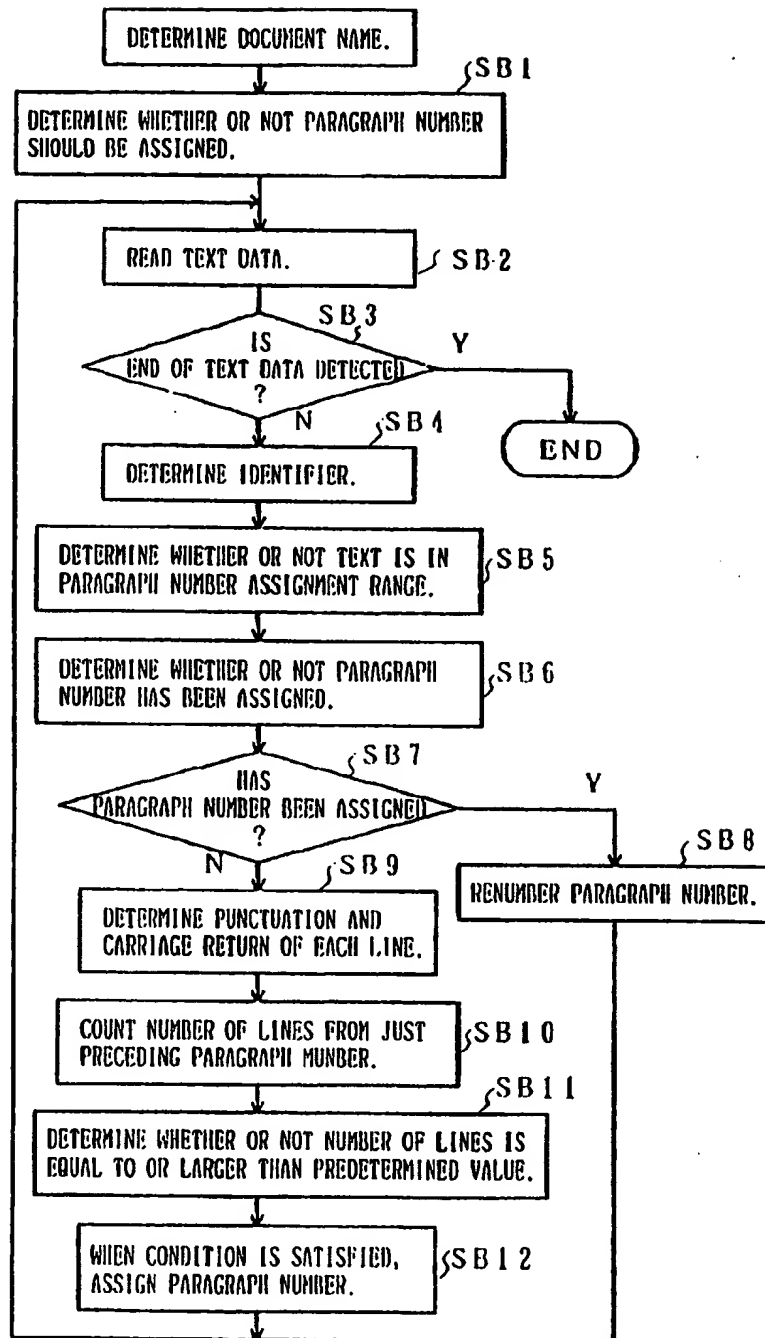 DETERMINE DOCUMENT NAME.
SB1
DETERMINE WHETHER OR NOT PARAGRAPH NUMBER
SHOULD BE ASSIGNED.
READ TEXT DATA.
SB2
SB3
IS
END OF TEXT DATA DETECTED
?
Y
N
END
SB4
DETERMINE IDENTIFIER.
DETERMINE WHETHER OR NOT TEXT IS IN
PARAGRAPH NUMBER ASSIGNMENT RANGE.
SB5
DETERMINE WHETHER OR NOT PARAGRAPH
NUMBER HAS BEEN ASSIGNED.
SB6
SB7
HAS
PARAGRAPH NUMBER BEEN ASSIGNED
?
Y
N
SB8
RENUMBER PARAGRAPH NUMBER.
SB9
DETERMINE PUNCTUATION AND
CARRIAGE RETURN OF EACH LINE.
COUNT NUMBER OF LINES FROM JUST
PRECEDING PARAGRAPH MUNBER.
SB10
SB11
DETERMINE WHETHER OR NOT NUMBER OF LINES IS
EQUAL TO OR LARGER THAN PREDETERMINED VALUE.
WHEN CONDITION IS SATISFIED,
ASSIGN PARAGRAPH NUMBER.
SB12